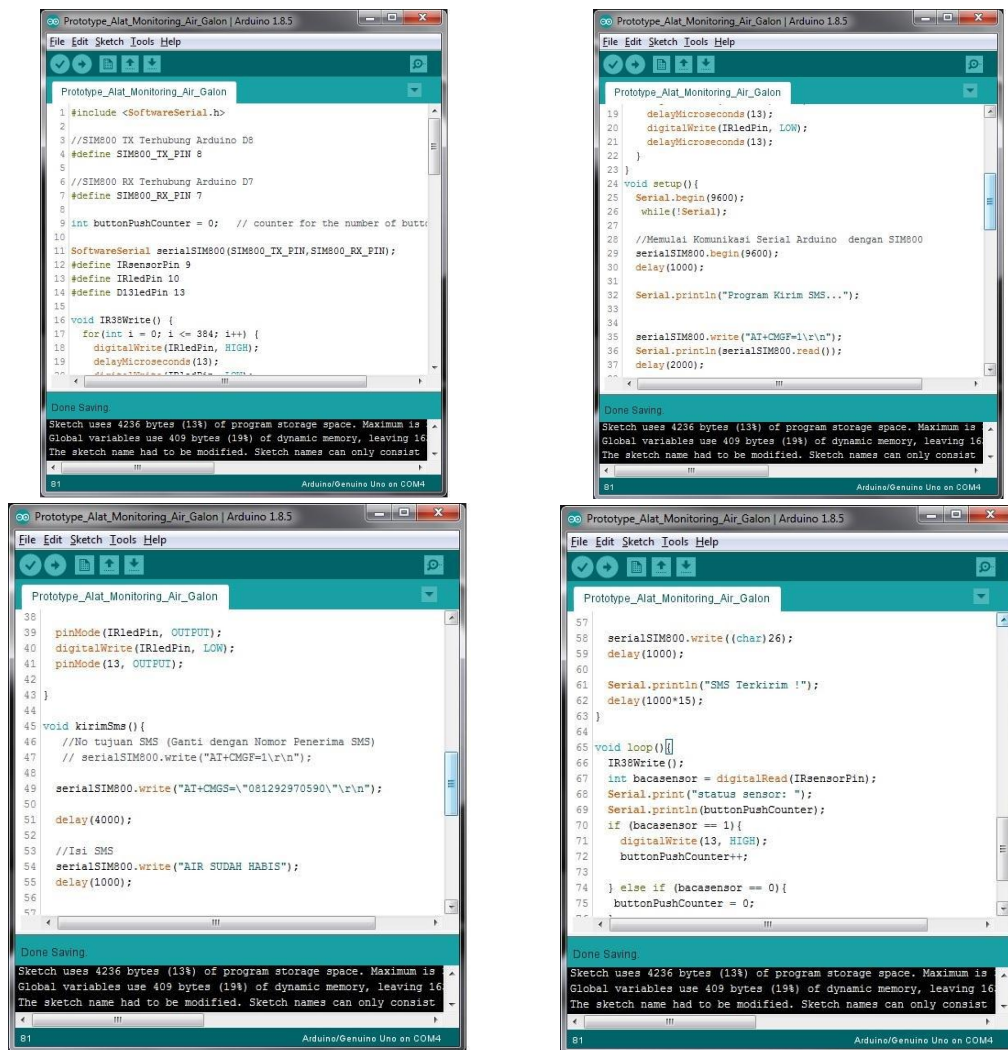 Prototype_Alat_Monitoring_Air_Galon | Arduino 1.8.5
File Edit Sketch Tools Help
Prototype_Alat_Monitoring_Air_Galon
1 #include <SoftwareSerial.h>
2
3 //SIM800 TX Terhubung Arduino D8
4 #define SIM800_TX_PIN 8
5
6 //SIM800 RX Terhubung Arduino D7
7 #define SIM800_RX_PIN 7
8
9 int buttonPushCounter = 0; // counter for the number of butto
10
11 SoftwareSerial serialSIM800(SIM800_TX_PIN,SIM800_RX_PIN);
12 #define IRsensorPin 9
13 #define IRledPin 10
14 #define D13ledPin 13
15
16 void IR38Write() {
17 for(int i = 0; i <= 384; i++) {
18 digitalWrite(IRledPin, HIGH);
19 delayMicroseconds(13);
Done Saving.
Sketch uses 4236 bytes (13%) of program storage space. Maximum is
Global variables use 409 bytes (19%) of dynamic memory, leaving 16
The sketch name had to be modified. Sketch names can only consist
81 Arduino/Genuino Uno on COM4
Prototype_Alat_Monitoring_Air_Galon | Arduino 1.8.5
File Edit Sketch Tools Help
Prototype_Alat_Monitoring_Air_Galon
19 delayMicroseconds(13);
20 digitalWrite(IRledPin, LOW);
21 delayMicroseconds(13);
22 }
23 }
24 void setup(){
25 Serial.begin(9600);
26 while(!Serial);
27
28 //Memulai Komunikasi Serial Arduino dengan SIM800
29 serialSIM800.begin(9600);
30 delay(1000);
31
32 Serial.println("Program Kirim SMS...");
33
34
35 serialSIM800.write("AT+CMGF=1\r\n");
36 Serial.println(serialSIM800.read());
37 delay(2000);
Done Saving.
Sketch uses 4236 bytes (13%) of program storage space. Maximum is
Global variables use 409 bytes (19%) of dynamic memory, leaving 16
The sketch name had to be modified. Sketch names can only consist
81 Arduino/Genuino Uno on COM4
Prototype_Alat_Monitoring_Air_Galon | Arduino 1.8.5
File Edit Sketch Tools Help
Prototype_Alat_Monitoring_Air_Galon
38
39 pinMode(IRledPin, OUTPUT);
40 digitalWrite(IRledPin, LOW);
41 pinMode(13, OUTPUT);
42
43 }
44
45 void kirimSms(){
46 //No tujuan SMS (Ganti dengan Nomor Penerima SMS)
47 // serialSIM800.write("AT+CMGF=1\r\n");
48
49 serialSIM800.write("AT+CMGS=\"081292970590\"\r\n");
50
51 delay(4000);
52
53 //Isi SMS
54 serialSIM800.write("AIR SUDAH HABIS");
55 delay(1000);
56
57
Done Saving.
Sketch uses 4236 bytes (13%) of program storage space. Maximum is
Global variables use 409 bytes (19%) of dynamic memory, leaving 16
The sketch name had to be modified. Sketch names can only consist
81 Arduino/Genuino Uno on COM4
Prototype_Alat_Monitoring_Air_Galon | Arduino 1.8.5
File Edit Sketch Tools Help
Prototype_Alat_Monitoring_Air_Galon
57
58 serialSIM800.write((char)26);
59 delay(1000);
60
61 Serial.println("SMS Terkirim !");
62 delay(1000*15);
63 }
64
65 void loop(){
66 IR38Write();
67 int bacasensor = digitalRead(IRsensorPin);
68 Serial.print("status sensor: ");
69 Serial.println(buttonPushCounter);
70 if (bacasensor == 1){
71 digitalWrite(13, HIGH);
72 buttonPushCounter++;
73
74 } else if (bacasensor == 0){
75 buttonPushCounter = 0;
Done Saving.
Sketch uses 4236 bytes (13%) of program storage space. Maximum is
Global variables use 409 bytes (19%) of dynamic memory, leaving 16
The sketch name had to be modified. Sketch names can only consist
81 Arduino/Genuino Uno on COM4